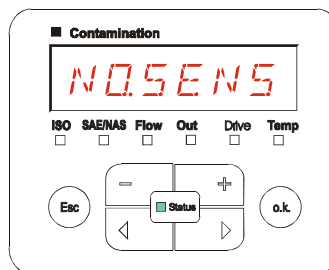 Contamination
NO.SENS
ISO SAE/NAS Flow Out Drive Temp
− +
Esc Status o.k.